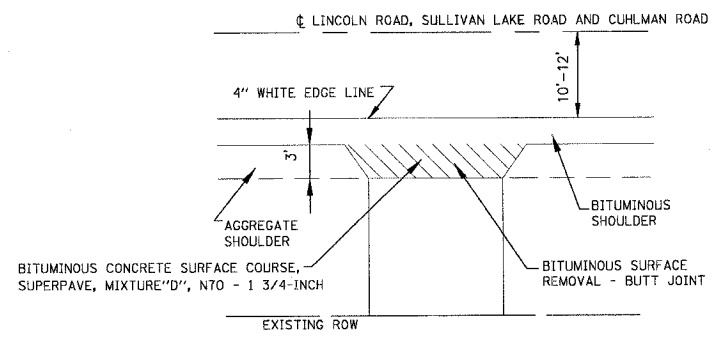 ℄ LINCOLN ROAD, SULLIVAN LAKE ROAD AND CUHLMAN ROAD
4" WHITE EDGE LINE
10'-12'
3'
AGGREGATE
SHOULDER
BITUMINOUS
SHOULDER
BITUMINOUS CONCRETE SURFACE COURSE,
SUPERPAVE, MIXTURE"D", N70 - 1 3/4-INCH
BITUMINOUS SURFACE
REMOVAL - BUTT JOINT
EXISTING ROW